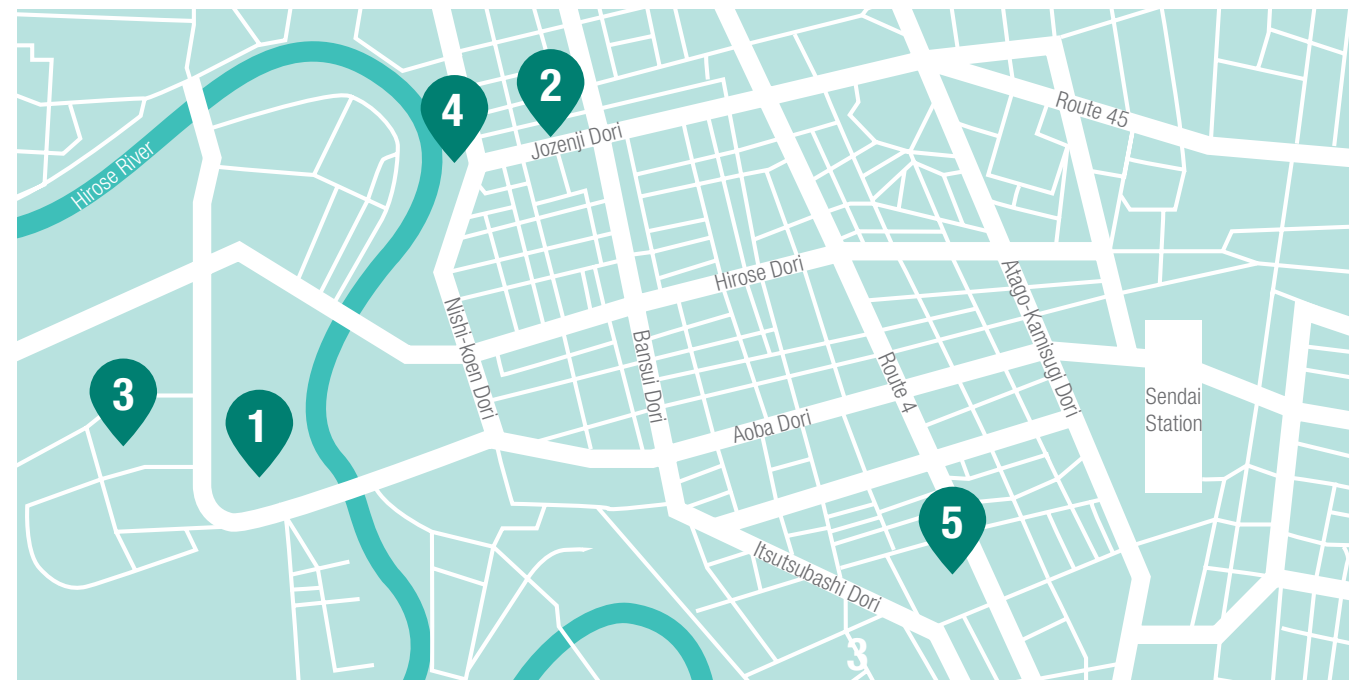 2
4
Jozenji Dori
Route 45
Hirose River
Hirose Dori
Atago-Kamisugi Dori
Nishi-koen Dori
Bansui Dori
Route 4
3
1
Aoba Dori
Sendai
Station
5
Itsutsubashi Dori
3